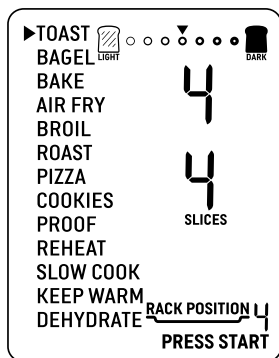 TOAST
LIGHT
DARK
BAGEL
4
BAKE
AIR FRY
BROIL
ROAST
4
PIZZA
COOKIES
SLICES
PROOF
REHEAT
SLOW COOK
KEEP WARM
DEHYDRATE
RACK POSITION 4
PRESS START